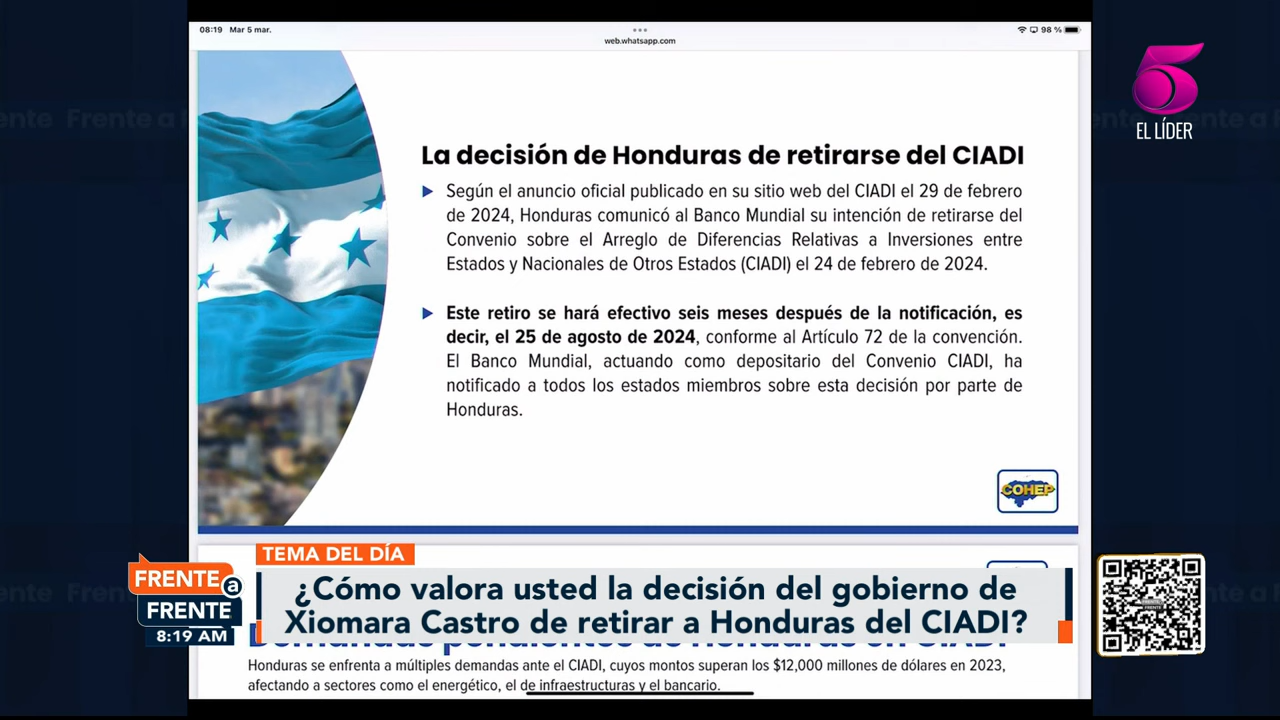 08:19 Mar 5 mar.
web.whatsapp.com
98 %
EL LÍDER
La decisión de Honduras de retirarse del CIADI
Según el anuncio oficial publicado en su sitio web del CIADI el 29 de febrero
de 2024, Honduras comunicó al Banco Mundial su intención de retirarse del
Convenio sobre el Arreglo de Diferencias Relativas a Inversiones entre
Estados y Nacionales de Otros Estados (CIADI) el 24 de febrero de 2024.
Este retiro se hará efectivo seis meses después de la notificación, es
decir, el 25 de agosto de 2024, conforme al Artículo 72 de la convención.
El Banco Mundial, actuando como depositario del Convenio CIADI, ha
notificado a todos los estados miembros sobre esta decisión por parte de
Honduras.
COHEP
TEMA DEL DÍA
FRENTE a
FRENTE
8:19 AM
¿Cómo valora usted la decisión del gobierno de
Xiomara Castro de retirar a Honduras del CIADI?
Honduras se enfrenta a múltiples demandas ante el CIADI, cuyos montos superan los $12,000 millones de dólares en 2023,
afectando a sectores como el energético, el de infraestructuras y el bancario.